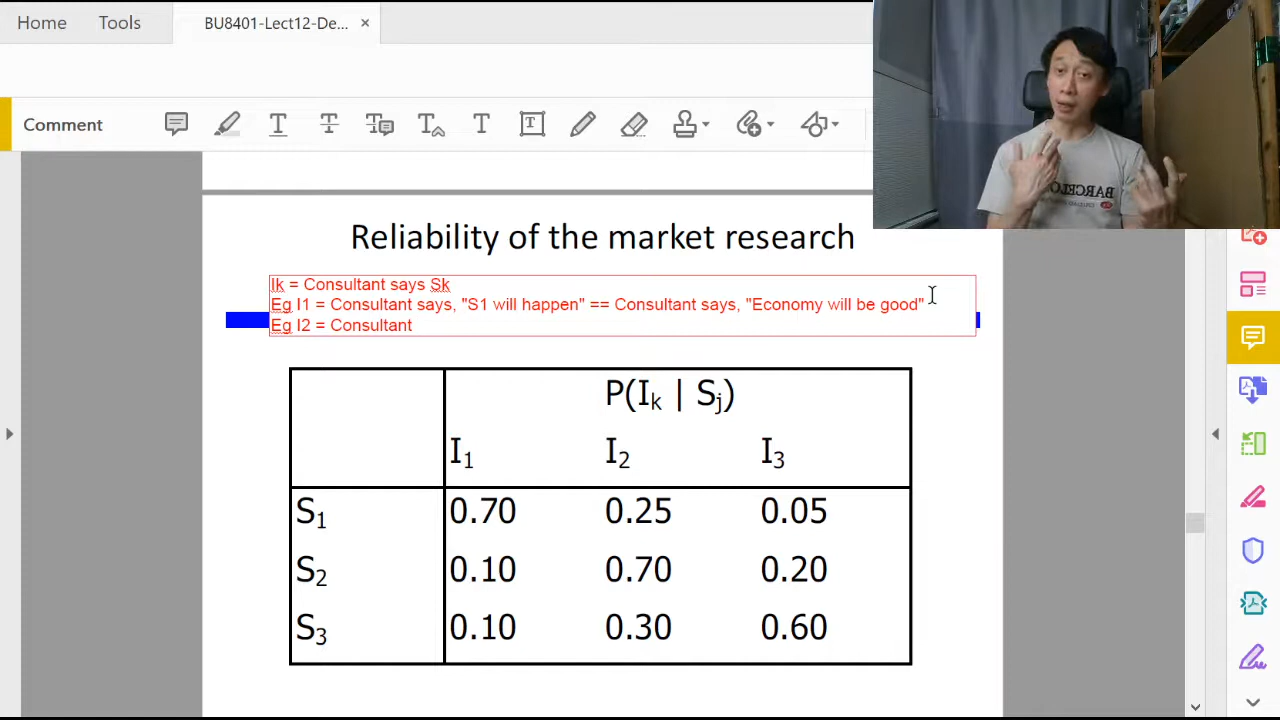 Home Tools BU8401-Lect12-De... ×
Comment
Reliability of the market research
Ik = Consultant says Sk
Eg I1 = Consultant says, "S1 will happen" == Consultant says, "Economy will be good"
Eg I2 = Consultant
P(Iₖ | Sⱼ)
I₁ I₂ I₃
S₁ 0.70 0.25 0.05
S₂ 0.10 0.70 0.20
S₃ 0.10 0.30 0.60
BARCELO